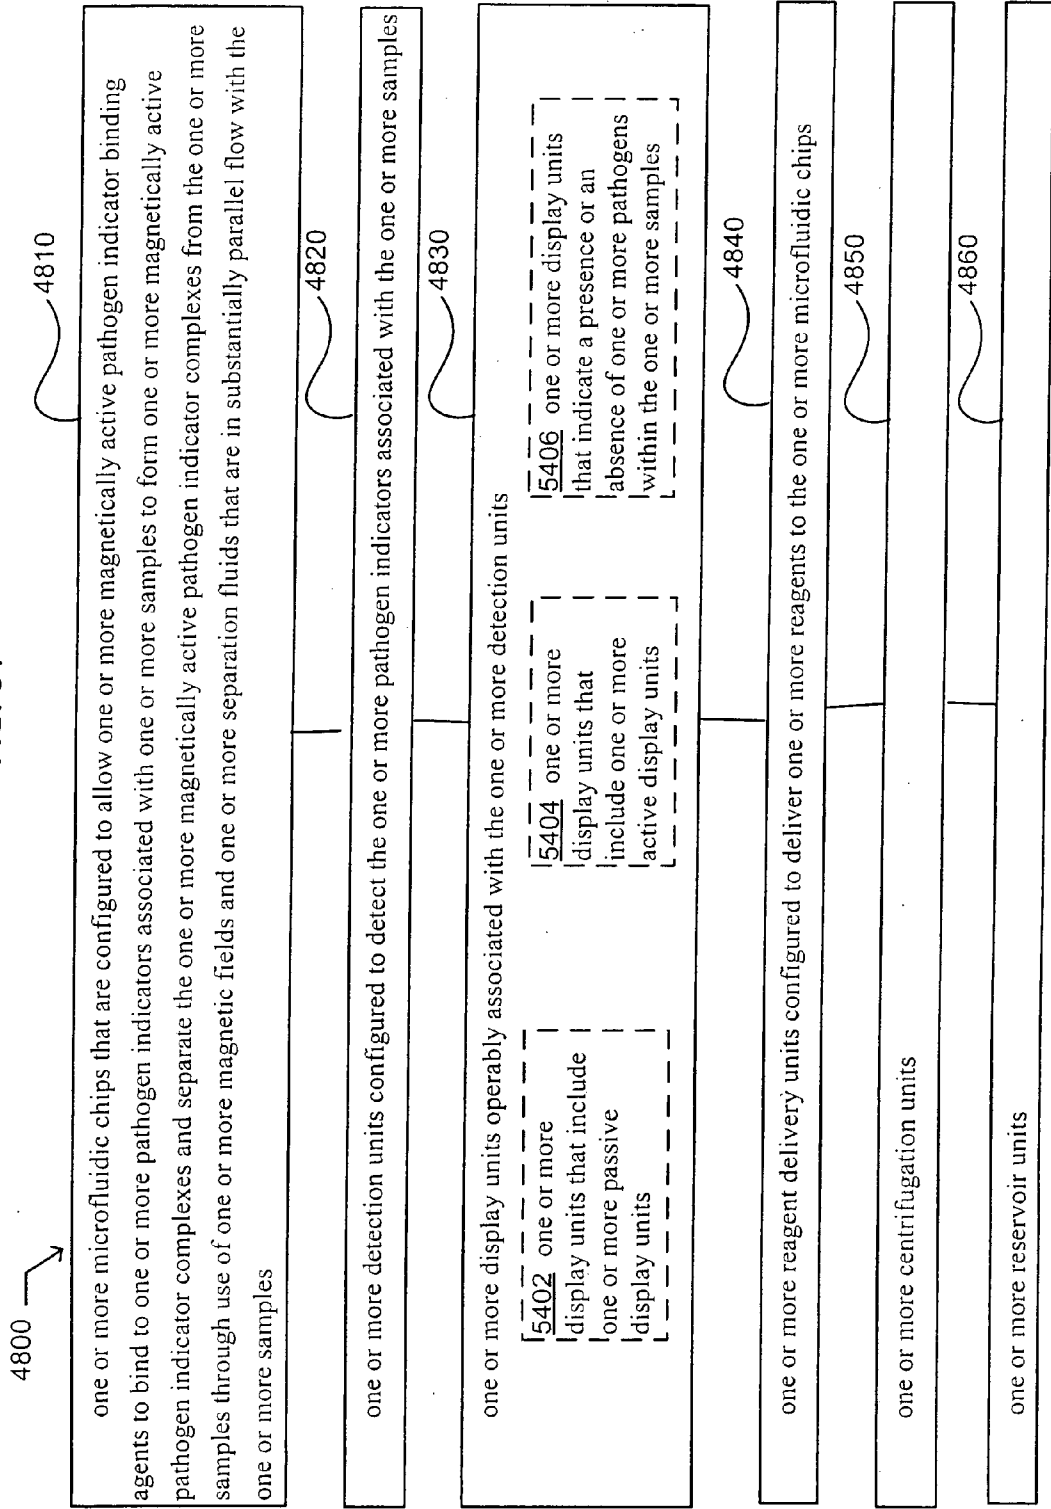 4800
4810
one or more microfluidic chips that are configured to allow one or more magnetically active pathogen indicator binding
agents to bind to one or more pathogen indicators associated with one or more samples to form one or more magnetically active
pathogen indicator complexes and separate the one or more magnetically active pathogen indicator complexes from the one or more
samples through use of one or more magnetic fields and one or more separation fluids that are in substantially parallel flow with the
one or more samples
4820
one or more detection units configured to detect the one or more pathogen indicators associated with the one or more samples
4830
one or more display units operably associated with the one or more detection units
5402 one or more
display units that include
one or more passive
display units
5404 one or more
display units that
include one or more
active display units
5406 one or more display units
that indicate a presence or an
absence of one or more pathogens
within the one or more samples
4840
one or more reagent delivery units configured to deliver one or more reagents to the one or more microfluidic chips
4850
one or more centrifugation units
4860
one or more reservoir units